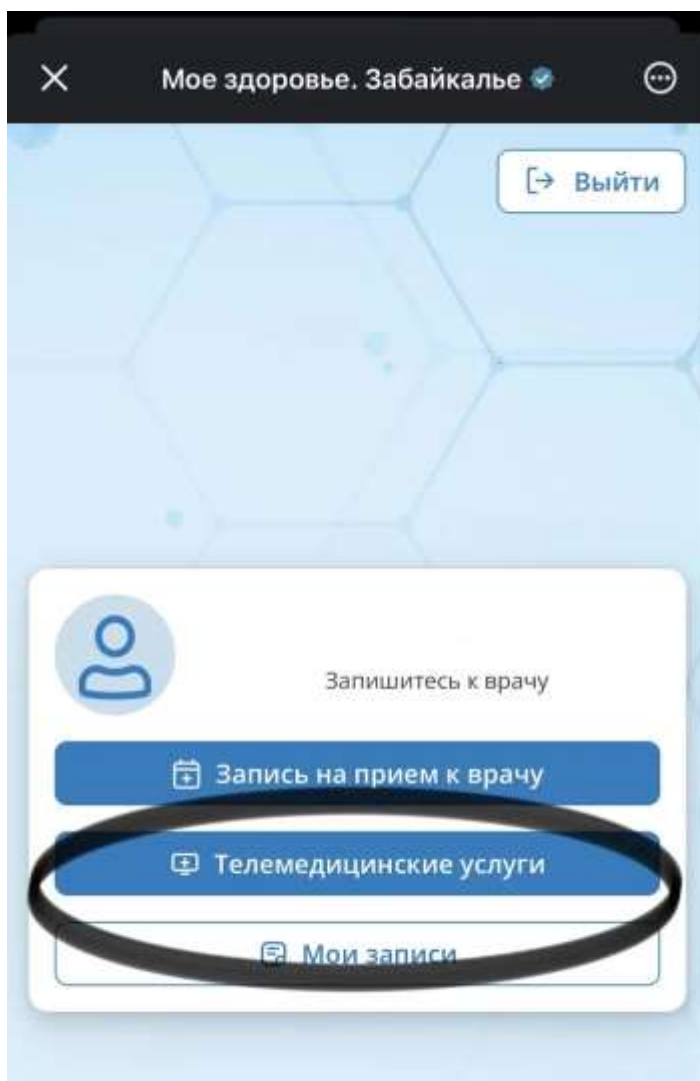 Мое здоровье. Забайкалье
Выйти
Запишитесь к врачу
Запись на прием к врачу
Телемедицинские услуги
Мои записи